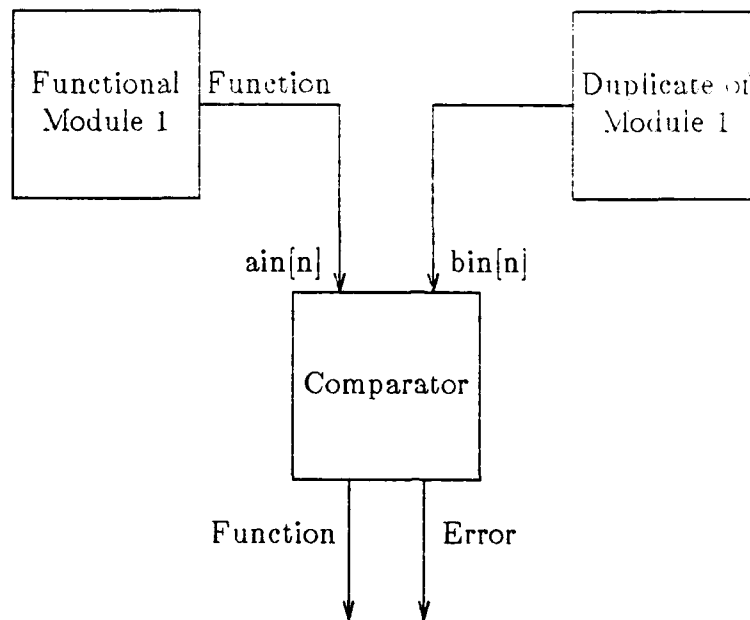 Functional
Module 1
Function
Duplicate of
Module 1
ain[n]
bin[n]
Comparator
Function
Error